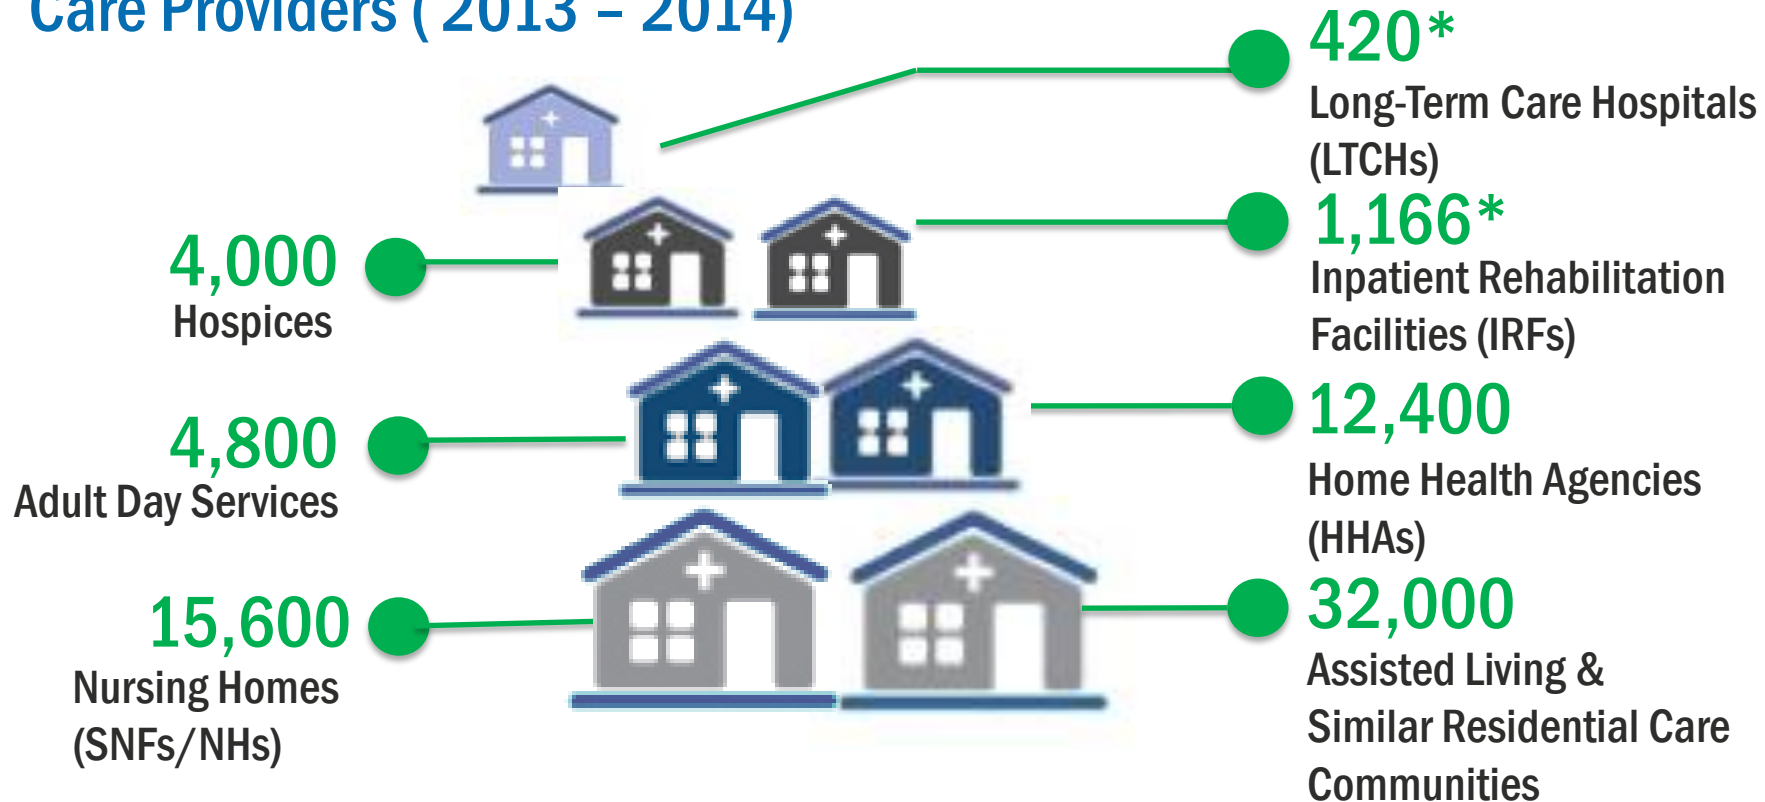 Care Providers ( 2013 – 2014)
420*
Long-Term Care Hospitals
(LTCHs)
1,166*
Inpatient Rehabilitation
Facilities (IRFs)
4,000
Hospices
12,400
Home Health Agencies
(HHAs)
4,800
Adult Day Services
32,000
Assisted Living &
Similar Residential Care
Communities
15,600
Nursing Homes
(SNFs/NHs)